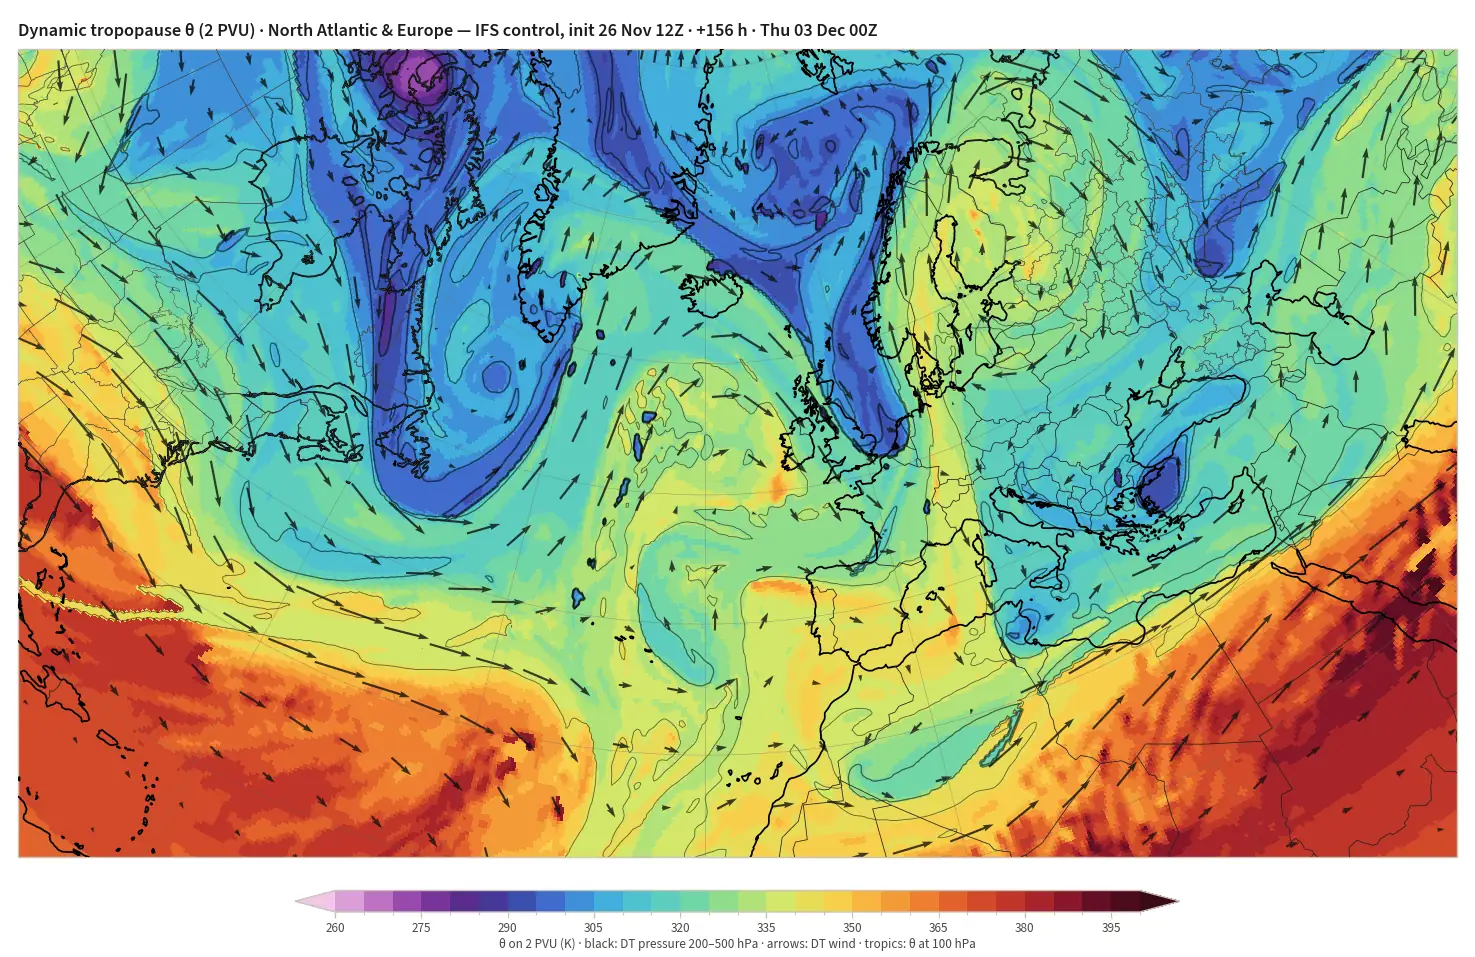 Dynamic tropopause θ (2 PVU) · North Atlantic & Europe — IFS control, init 26 Nov 12Z · +156 h · Thu 03 Dec 00Z
260 275 290 305 320 335 350 365 380 395
θ on 2 PVU (K) · black: DT pressure 200–500 hPa · arrows: DT wind · tropics: θ at 100 hPa